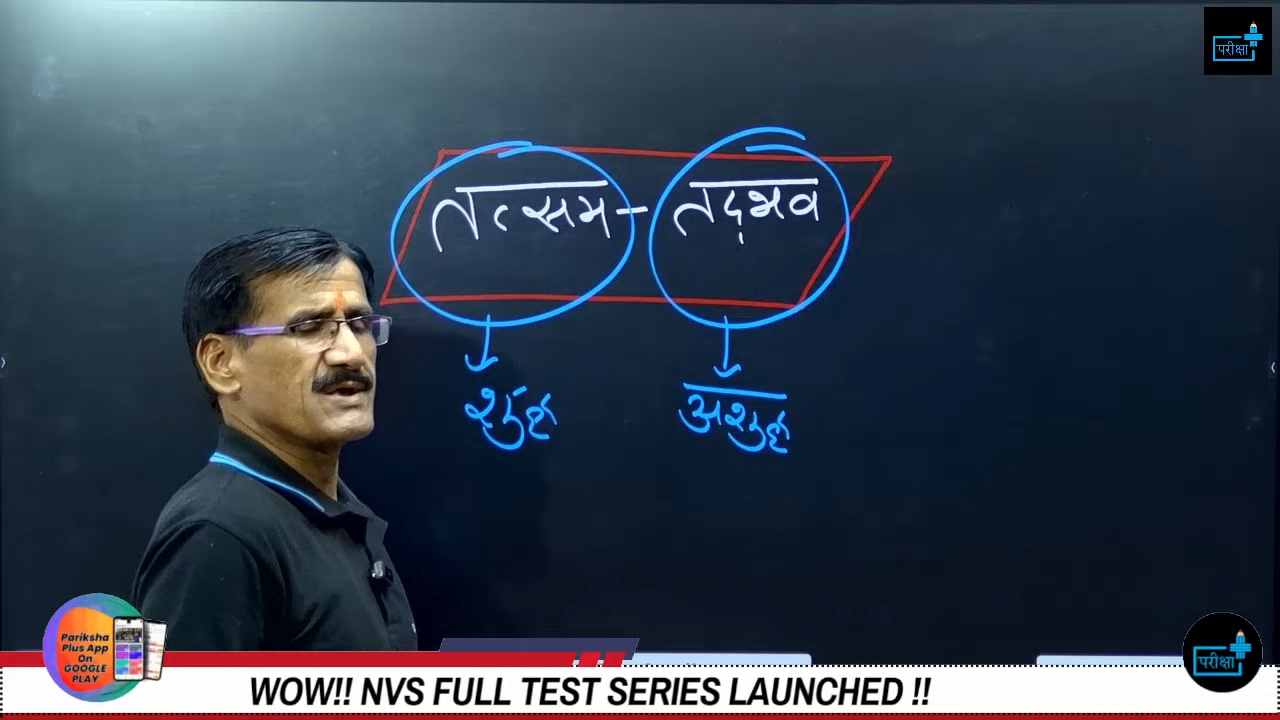 परीक्षा
तत्सम - तद्भव
शुद्ध
अशुद्ध
Pariksha
Plus App
On
GOOGLE
PLAY
WOW!! NVS FULL TEST SERIES LAUNCHED !!
परीक्षा